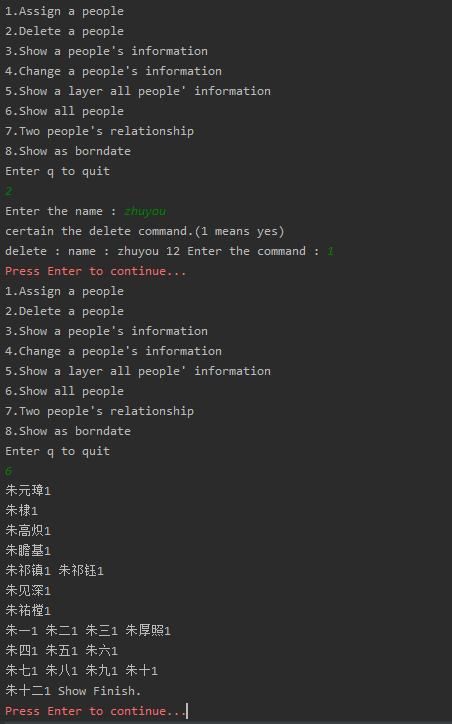 1.Assign a people
2.Delete a people
3.Show a people's information
4.Change a people's information
5.Show a layer all people' information
6.Show all people
7.Two people's relationship
8.Show as borndate
Enter q to quit
2
Enter the name : zhuyou
certain the delete command.(1 means yes)
delete : name : zhuyou 12 Enter the command : 1
Press Enter to continue...
1.Assign a people
2.Delete a people
3.Show a people's information
4.Change a people's information
5.Show a layer all people' information
6.Show all people
7.Two people's relationship
8.Show as borndate
Enter q to quit
6
朱元璋1
朱棣1
朱高炽1
朱瞻基1
朱祁镇1 朱祁钰1
朱见深1
朱祐樘1
朱一1 朱二1 朱三1 朱厚照1
朱四1 朱五1 朱六1
朱七1 朱八1 朱九1 朱十1
朱十二1 Show Finish.
Press Enter to continue...